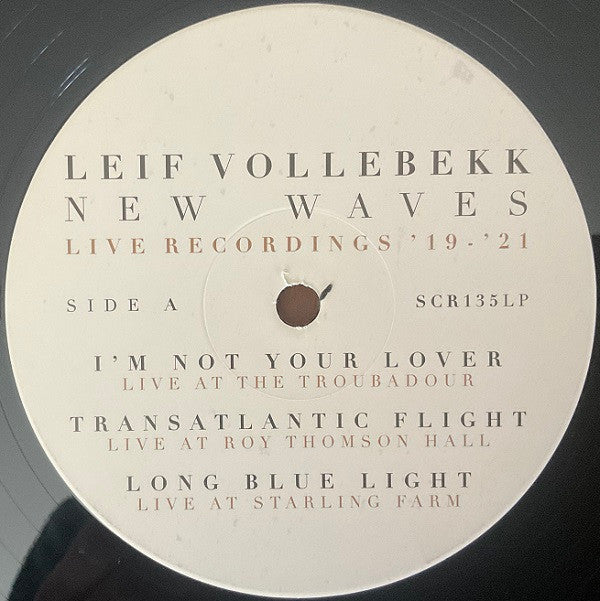 LEIF VOLLEBEKK
NEW WAVES
LIVE RECORDINGS '19-'21
SIDE A SCR135LP
I'M NOT YOUR LOVER
LIVE AT THE TROUBADOUR
TRANSATLANTIC FLIGHT
LIVE AT ROY THOMSON HALL
LONG BLUE LIGHT
LIVE AT STARLING FARM